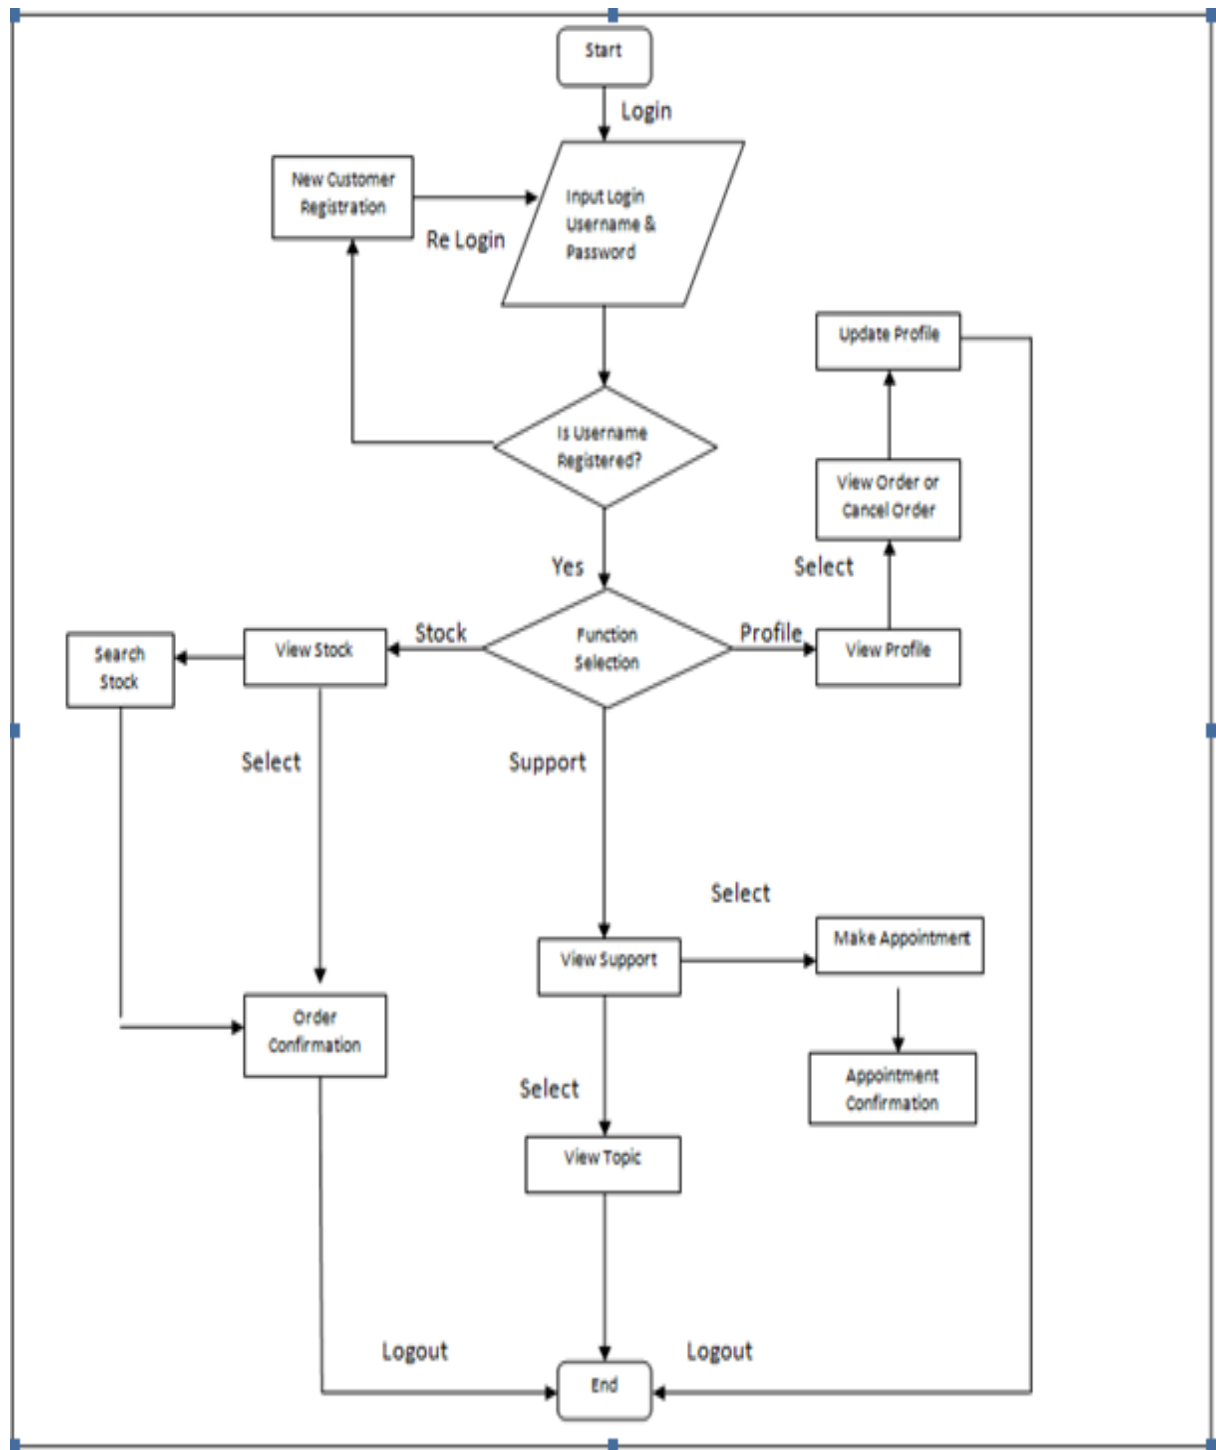 Start
Login
New Customer
Registration
Input Login
Username &
Password
Re Login
Update Profile
Is Username
Registered?
View Order or
Cancel Order
Yes
Select
Stock
Function
Selection
Profile
View Profile
View Stock
Search
Stock
Select
Support
Select
View Support
Make Appointment
Order
Confirmation
Select
Appointment
Confirmation
View Topic
Logout
Logout
End